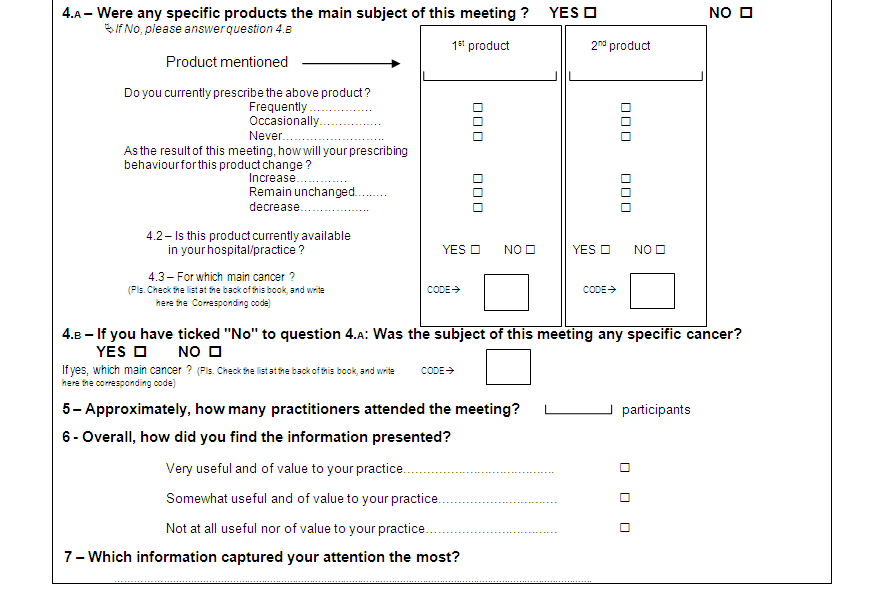 4.A – Were any specific products the main subject of this meeting ? YES ☐ NO ☐
If No, please answer question 4.B
1st product 2nd product
Product mentioned
Do you currently prescribe the above product ?
Frequently ……………. ☐ ☐
Occasionally……………. ☐ ☐
Never…………………….. ☐ ☐
As the result of this meeting, how will your prescribing
behaviour for this product change ?
Increase…………. ☐ ☐
Remain unchanged……… ☐ ☐
decrease………………. ☐ ☐
4.2 – Is this product currently available
in your hospital/practice ? YES ☐ NO ☐ YES ☐ NO ☐
4.3 – For which main cancer ?
(Pls. Check the list at the back of this book, and write CODE→ CODE→
here the Corresponding code)
4.B – If you have ticked "No" to question 4.A: Was the subject of this meeting any specific cancer?
YES ☐ NO ☐
If yes, which main cancer ? (Pls. Check the list at the back of this book, and write CODE→
here the corresponding code)
5 – Approximately, how many practitioners attended the meeting? participants
6 - Overall, how did you find the information presented?
Very useful and of value to your practice…………………………………. ☐
Somewhat useful and of value to your practice………………………… ☐
Not at all useful nor of value to your practice…………………………… ☐
7 – Which information captured your attention the most?